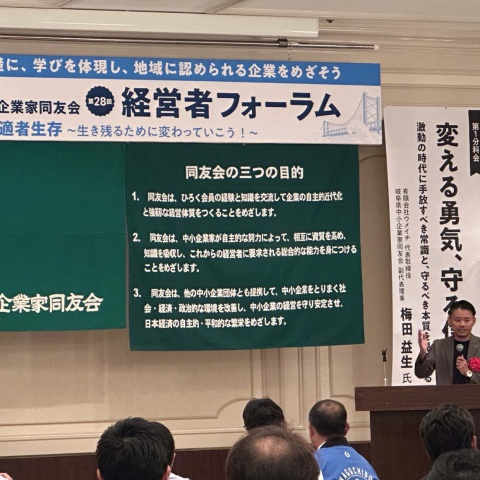 に、学びを体現し、地域に認められる企業をめざそう
企業家同友会 第28回 経営者フォーラム
適者生存 ～生き残るために変わっていこう！～
企業家同友会
同友会の三つの目的
1. 同友会は、ひろく会員の経験と知識を交流して企業の自主的近代化
と強靭な経営体質をつくることをめざします。
2. 同友会は、中小企業家が自主的な努力によって、相互に資質を高め、
知識を吸収し、これからの経営者に要求される総合的な能力を身につける
ことをめざします。
3. 同友会は、他の中小企業団体とも提携して、中小企業をとりまく社
会・経済・政治的な環境を改善し、中小企業の経営を守り安定させ、
日本経済の自主的・平和的な繁栄をめざします。
第1分科会
変える勇気、守る
激動の時代に手放すべき常識と、守るべき本質を
有限会社ウメイチ 代表取締役
岐阜県中小企業家同友会 副代表理事
梅田 益生 氏